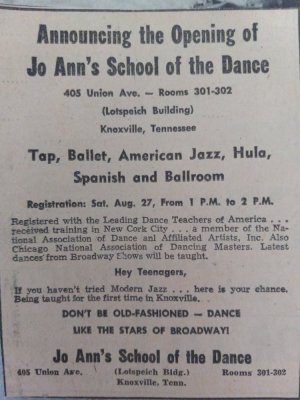 Announcing the Opening of
Jo Ann's School of the Dance
405 Union Ave. — Rooms 301-302
(Lotspeich Building)
Knoxville, Tennessee
Tap, Ballet, American Jazz, Hula,
Spanish and Ballroom
Registration: Sat. Aug. 27, From 1 P.M. to 2 P.M.
Registered with the Leading Dance Teachers of America . . .
received training in New Cork City . . . a member of the Na-
tional Association of Dance anl Affiliated Artists, Inc. Also
Chicago National Association of Dancing Masters. Latest
dances from Broadway Shows will be taught.
Hey Teenagers,
If you haven't tried Modern Jazz . . . here is your chance.
Being taught for the first time in Knoxville. .
DON'T BE OLD-FASHIONED — DANCE
LIKE THE STARS OF BROADWAY!
Jo Ann's School of the Dance
405 Union Ave. (Lotspeich Bldg.) Rooms 301-302
Knoxville, Tenn.